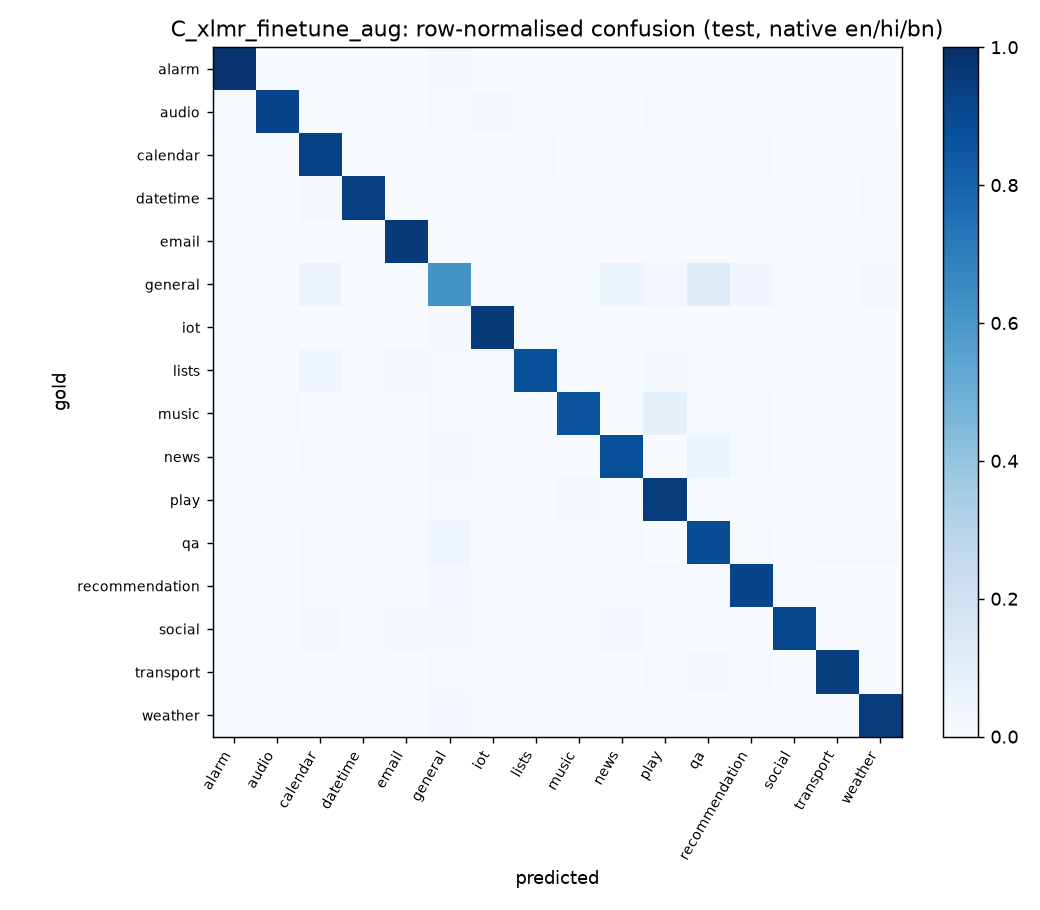 C_xlmr_finetune_aug: row-normalised confusion (test, native en/hi/bn)
gold
alarm
audio
calendar
datetime
email
general
iot
lists
music
news
play
qa
recommendation
social
transport
weather
alarm
audio
calendar
datetime
email
general
iot
lists
music
news
play
qa
recommendation
social
transport
weather
predicted
1.0
0.8
0.6
0.4
0.2
0.0